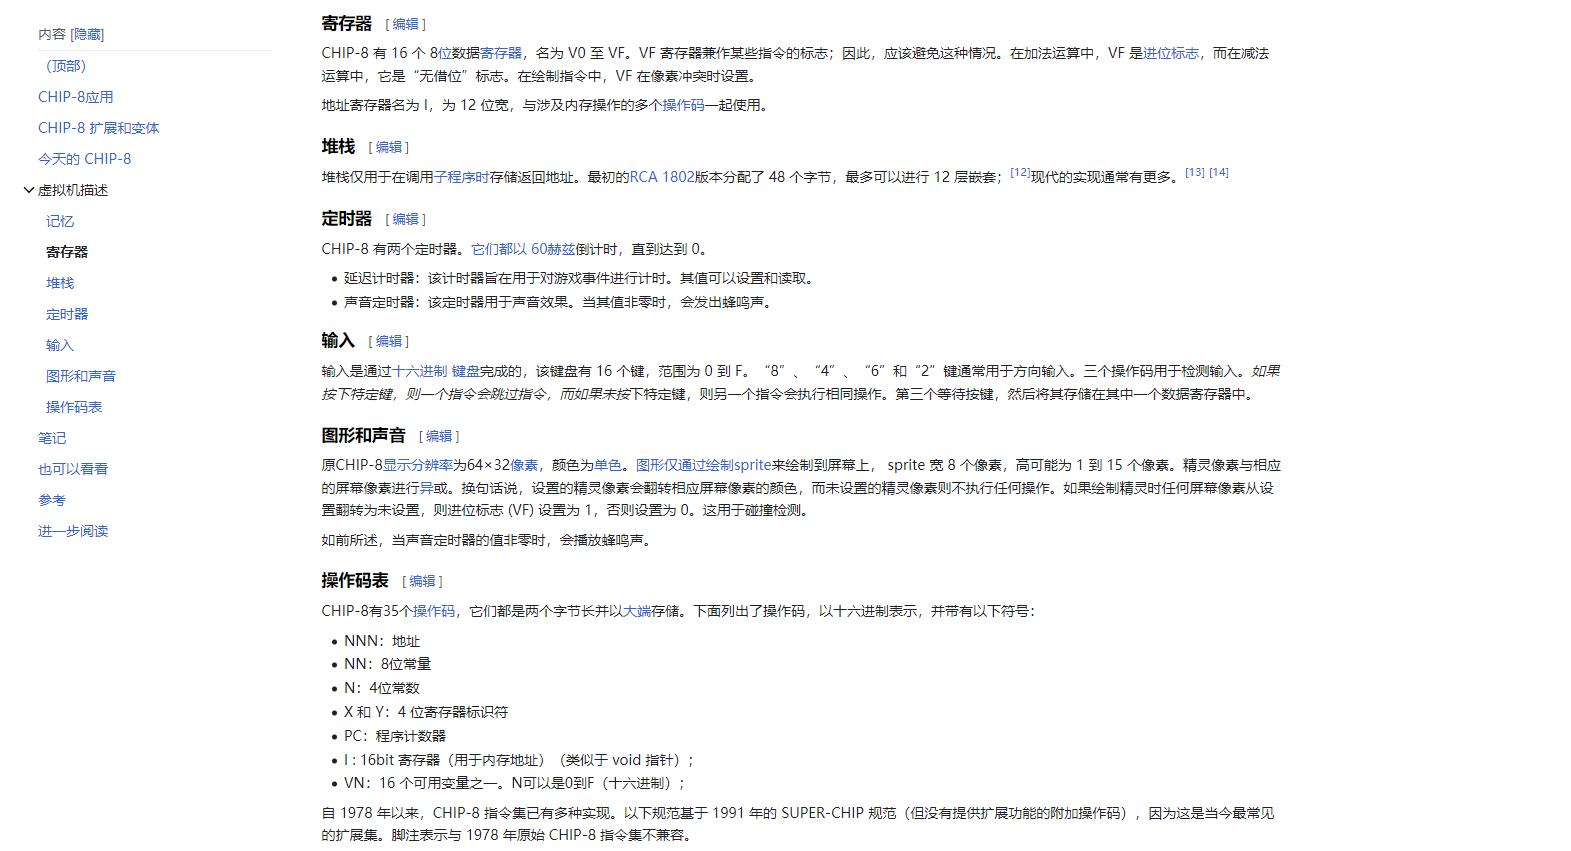 内容 [隐藏]
（顶部）
CHIP-8应用
CHIP-8 扩展和变体
今天的 CHIP-8
虚拟机描述
记忆
寄存器
堆栈
定时器
输入
图形和声音
操作码表
笔记
也可以看看
参考
进一步阅读
寄存器 [ 编辑 ]
CHIP-8 有 16 个 8位数据寄存器，名为 V0 至 VF。VF 寄存器兼作某些指令的标志；因此，应该避免这种情况。在加法运算中，VF 是进位标志，而在减法
运算中，它是“无借位”标志。在绘制指令中，VF 在像素冲突时设置。
地址寄存器名为 I，为 12 位宽，与涉及内存操作的多个操作码一起使用。
堆栈 [ 编辑 ]
堆栈仅用于在调用子程序时存储返回地址。最初的RCA 1802版本分配了 48 个字节，最多可以进行 12 层嵌套；[12]现代的实现通常有更多。[13] [14]
定时器 [ 编辑 ]
CHIP-8 有两个定时器。它们都以 60赫兹倒计时，直到达到 0。
• 延迟计时器：该计时器旨在用于对游戏事件进行计时。其值可以设置和读取。
• 声音定时器：该定时器用于声音效果。当其值非零时，会发出蜂鸣声。
输入 [ 编辑 ]
输入是通过十六进制 键盘完成的，该键盘有 16 个键，范围为 0 到 F。“8”、“4”、“6”和“2”键通常用于方向输入。三个操作码用于检测输入。如果
按下特定键，则一个指令会跳过指令，而如果未按下特定键，则另一个指令会执行相同操作。第三个等待按键，然后将其存储在其中一个数据寄存器中。
图形和声音 [ 编辑 ]
原CHIP-8显示分辨率为64×32像素，颜色为单色。图形仅通过绘制sprite来绘制到屏幕上， sprite 宽 8 个像素，高可能为 1 到 15 个像素。精灵像素与相应
的屏幕像素进行异或。换句话说，设置的精灵像素会翻转相应屏幕像素的颜色，而未设置的精灵像素则不执行任何操作。如果绘制精灵时任何屏幕像素从设
置翻转为未设置，则进位标志 (VF) 设置为 1，否则设置为 0。这用于碰撞检测。
如前所述，当声音定时器的值非零时，会播放蜂鸣声。
操作码表 [ 编辑 ]
CHIP-8有35个操作码，它们都是两个字节长并以大端存储。下面列出了操作码，以十六进制表示，并带有以下符号：
• NNN：地址
• NN：8位常量
• N：4位常数
• X 和 Y：4 位寄存器标识符
• PC：程序计数器
• I : 16bit 寄存器（用于内存地址）（类似于 void 指针）；
• VN：16 个可用变量之一。N可以是0到F（十六进制）；
自 1978 年以来，CHIP-8 指令集已有多种实现。以下规范基于 1991 年的 SUPER-CHIP 规范（但没有提供扩展功能的附加操作码），因为这是当今最常见
的扩展集。脚注表示与 1978 年原始 CHIP-8 指令集不兼容。